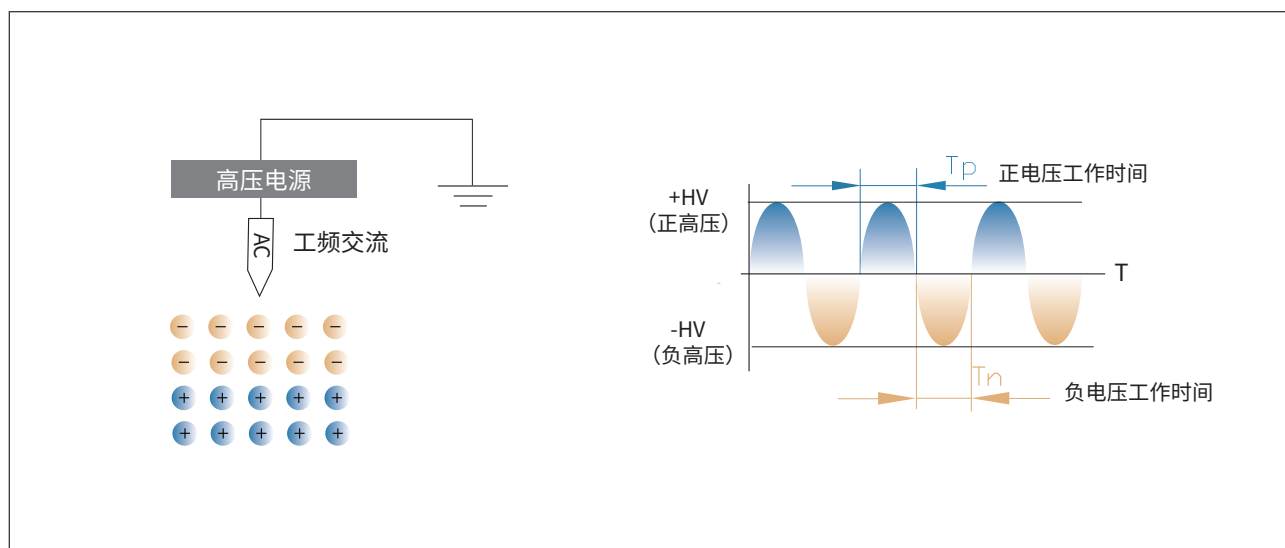 高压电源
AC
工频交流
− − − − −
− − − − −
+ + + + +
+ + + + +
Tp
正电压工作时间
+HV
（正高压）
T
-HV
（负高压）
Tn
负电压工作时间